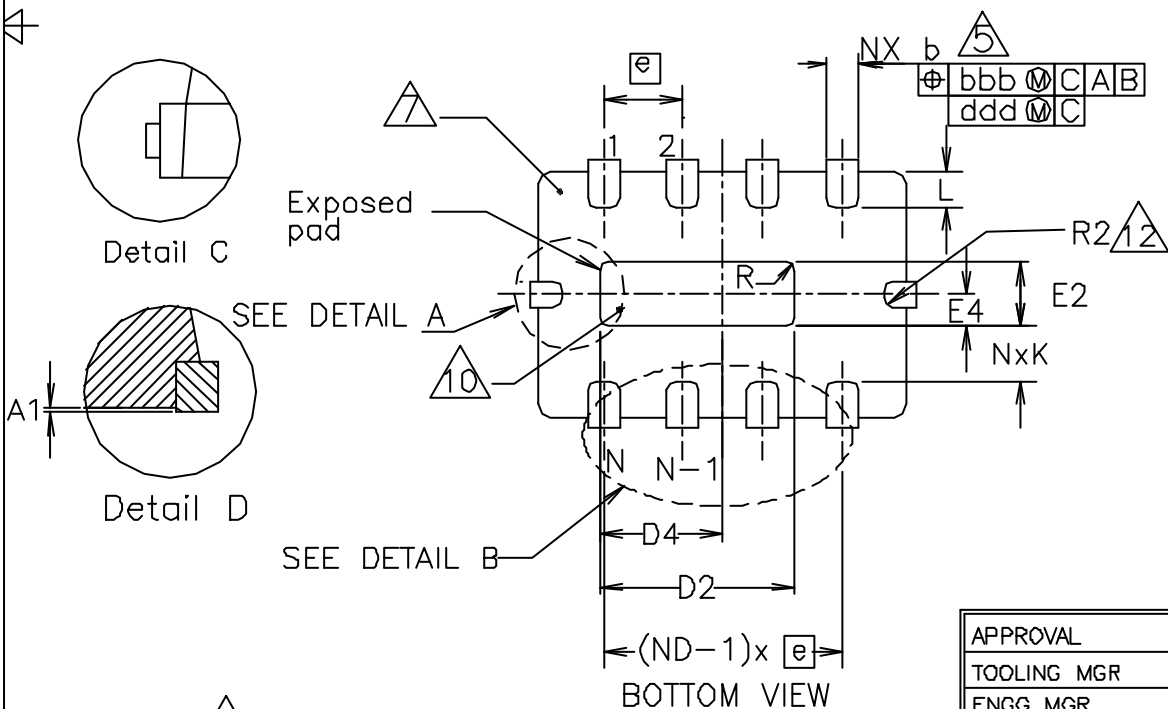 NX b 5
e
⌖ bbb Ⓜ C A B
ddd Ⓜ C
7
1 2
L
Exposed
pad
Detail C
R2 12
R
E4
E2
SEE DETAIL A
10
NxK
A1
N N-1
Detail D
D4
SEE DETAIL B
D2
(ND-1)x e
BOTTOM VIEW
APPROVAL
TOOLING MGR
ENGG MGR